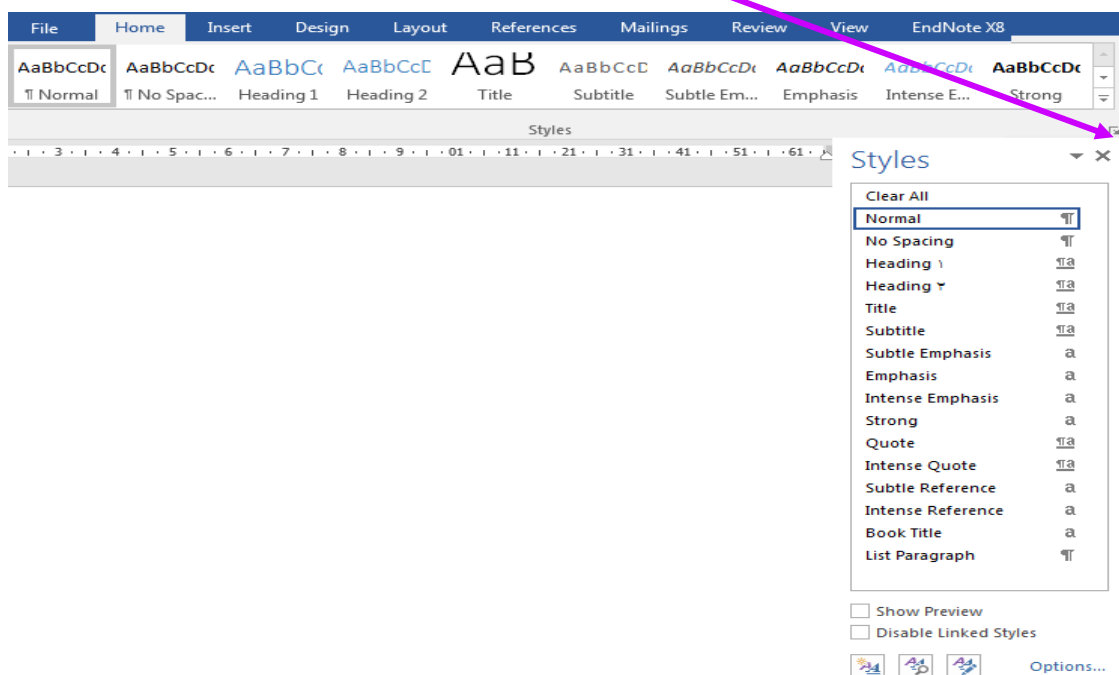 File Home Insert Design Layout References Mailings Review View EndNote X8
AaBbCcDc AaBbCcDc AaBbC( AaBbCcD AaB AaBbCcD AaBbCcDt AaBbCcDt AaBbCcDt AaBbCcDc
¶ Normal ¶ No Spac... Heading 1 Heading 2 Title Subtitle Subtle Em... Emphasis Intense E... Strong
Styles
· ı · 3 · ı · 4 · ı · 5 · ı · 6 · ı · 7 · ı · 8 · ı · 9 · ı · 01 · ı · 11 · ı · 21 · ı · 31 · ı · 41 · ı · 51 · ı · 61 ·
Styles
Clear All
Normal ¶
No Spacing ¶
Heading ١ ¶a
Heading ٢ ¶a
Title ¶a
Subtitle ¶a
Subtle Emphasis a
Emphasis a
Intense Emphasis a
Strong a
Quote ¶a
Intense Quote ¶a
Subtle Reference a
Intense Reference a
Book Title a
List Paragraph ¶
Show Preview
Disable Linked Styles
Options...